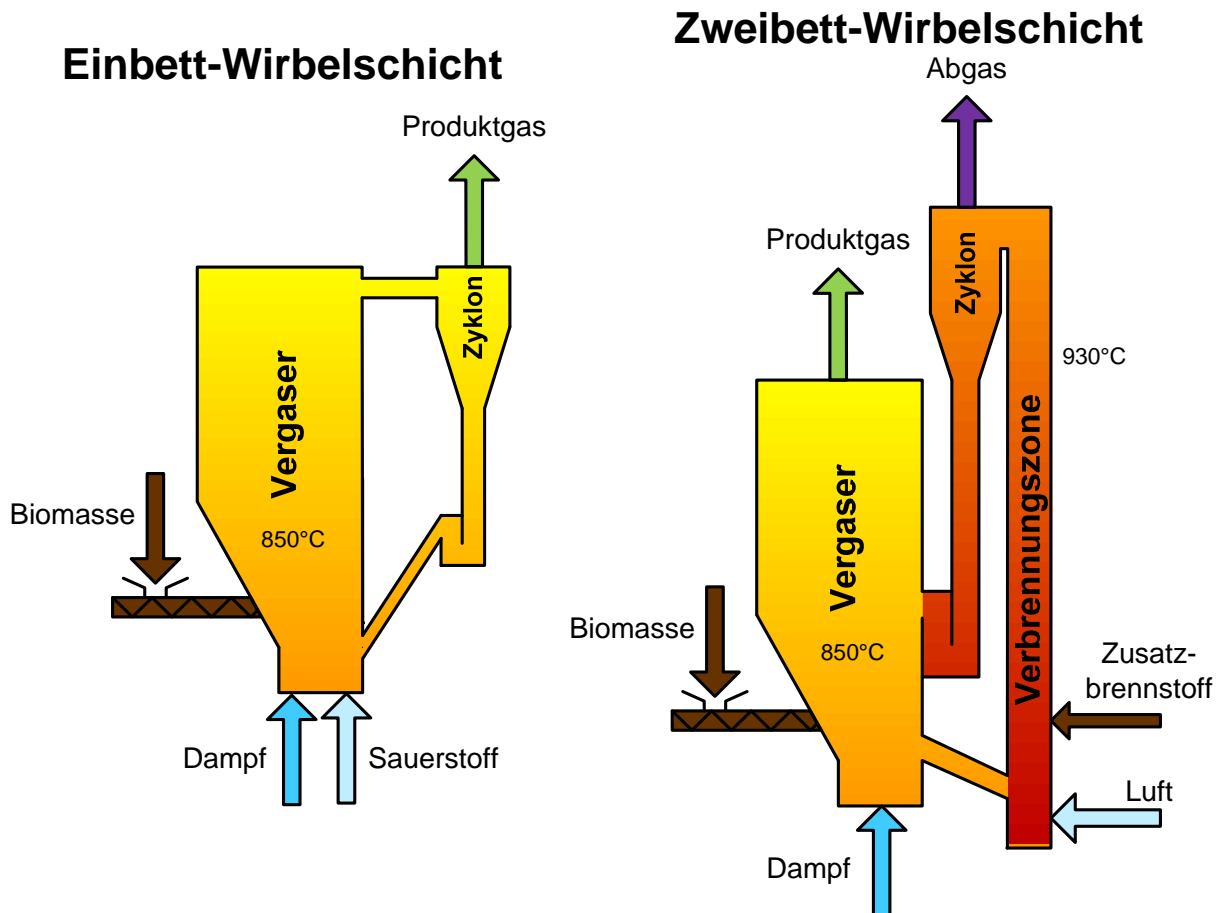 Einbett-Wirbelschicht
Produktgas
Zyklon
Vergaser
850°C
Biomasse
Dampf
Sauerstoff
Zweibett-Wirbelschicht
Abgas
Produktgas
Zyklon
930°C
Vergaser
850°C
Verbrennungszone
Biomasse
Zusatz-
brennstoff
Luft
Dampf